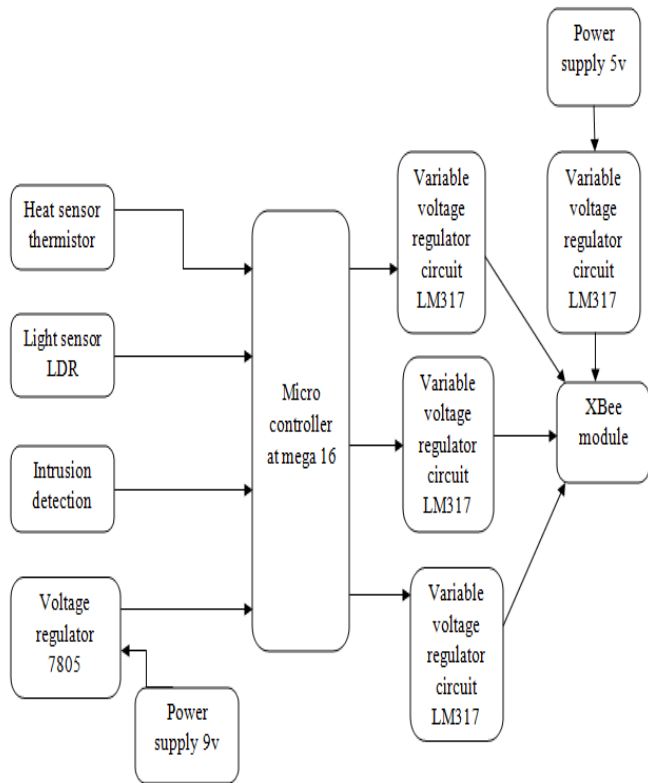 Power
supply 5v
Variable
voltage
regulator
circuit
LM317
Variable
voltage
regulator
circuit
LM317
Heat sensor
thermistor
Light sensor
LDR
Micro
controller
at mega 16
Variable
voltage
regulator
circuit
LM317
XBee
module
Intrusion
detection
Voltage
regulator
7805
Variable
voltage
regulator
circuit
LM317
Power
supply 9v